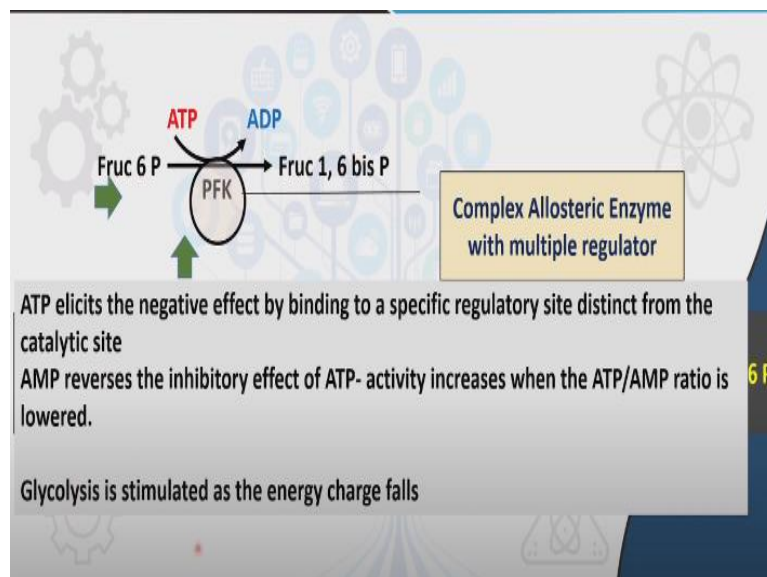 ATP ADP
Fruc 6 P Fruc 1, 6 bis P
PFK
Complex Allosteric Enzyme
with multiple regulator
ATP elicits the negative effect by binding to a specific regulatory site distinct from the
catalytic site
AMP reverses the inhibitory effect of ATP- activity increases when the ATP/AMP ratio is
lowered.
Glycolysis is stimulated as the energy charge falls
6